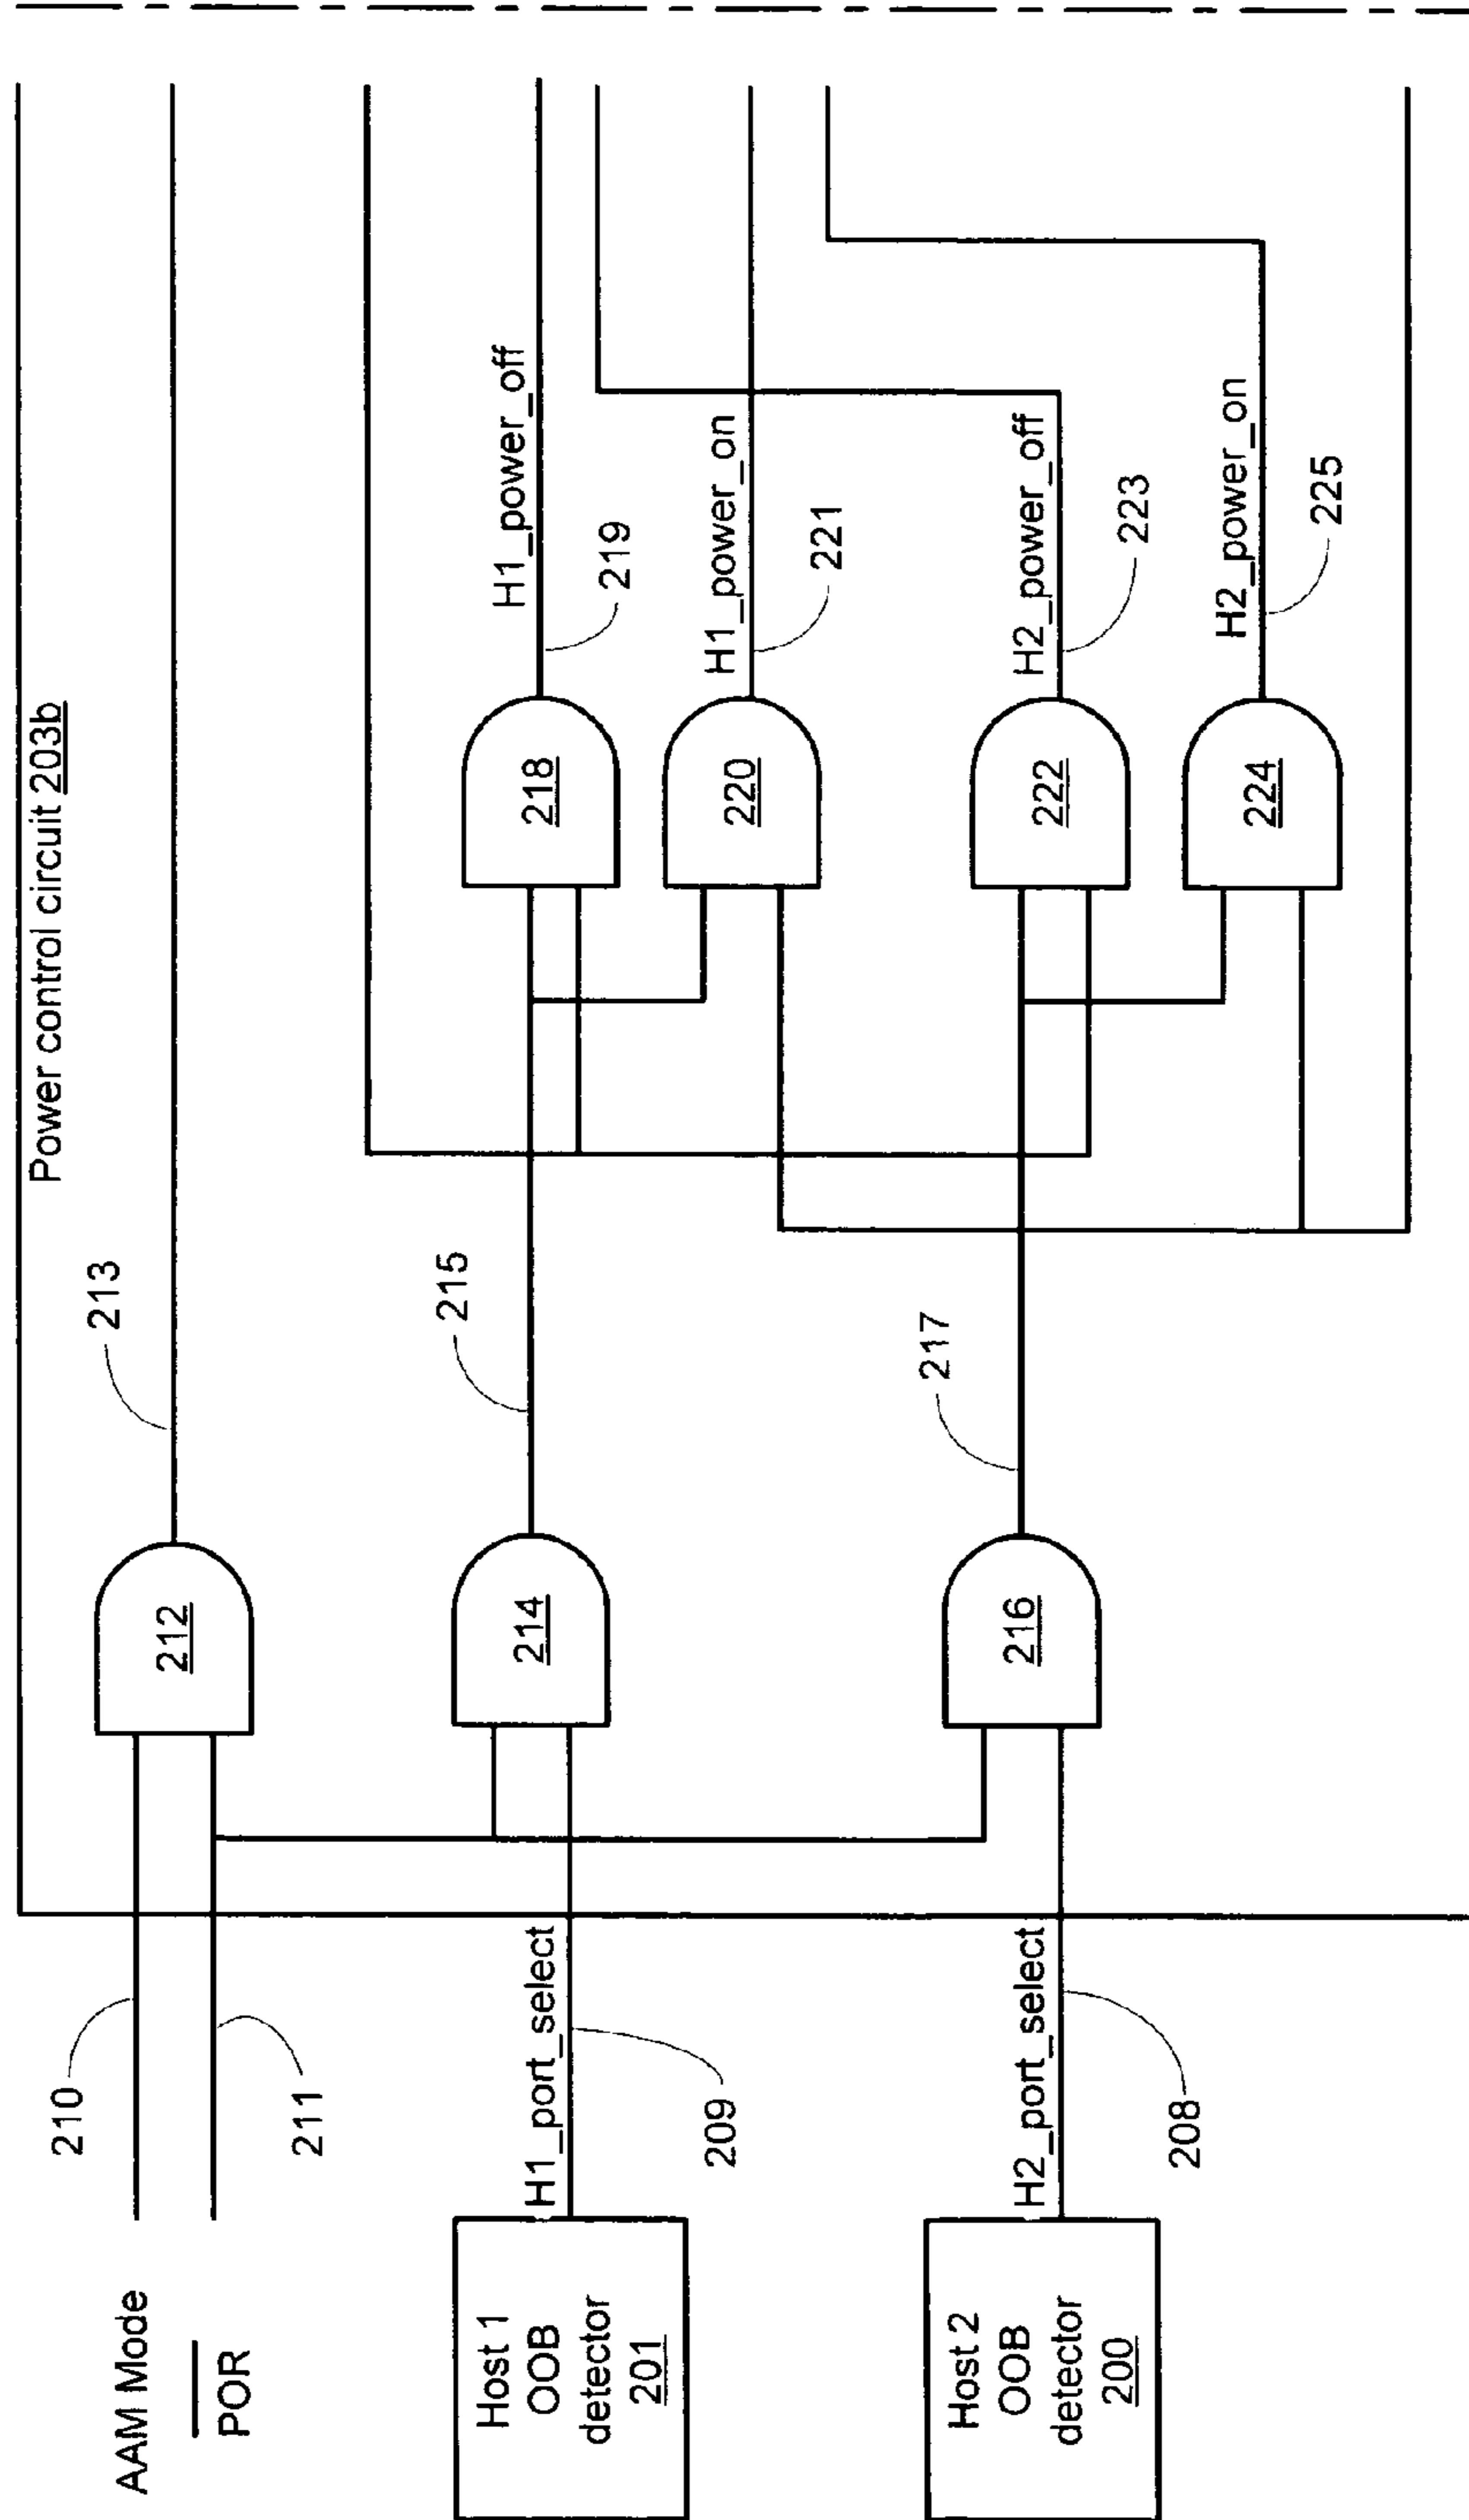 Power control circuit 203b
AAM Mode
POR
210
211
212
213
Host 1
OOB
detector
201
H1_port_select
209
214
215
218
H1_power_off
219
220
H1_power_on
221
Host 2
OOB
detector
200
H2_port_select
208
216
217
222
H2_power_off
223
224
H2_power_on
225